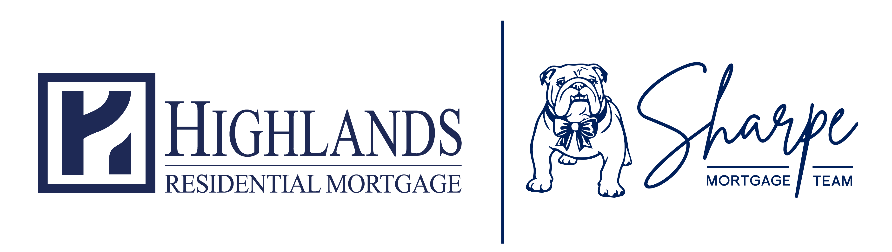 HIGHLANDS
RESIDENTIAL MORTGAGE
Sharpe
MORTGAGE TEAM